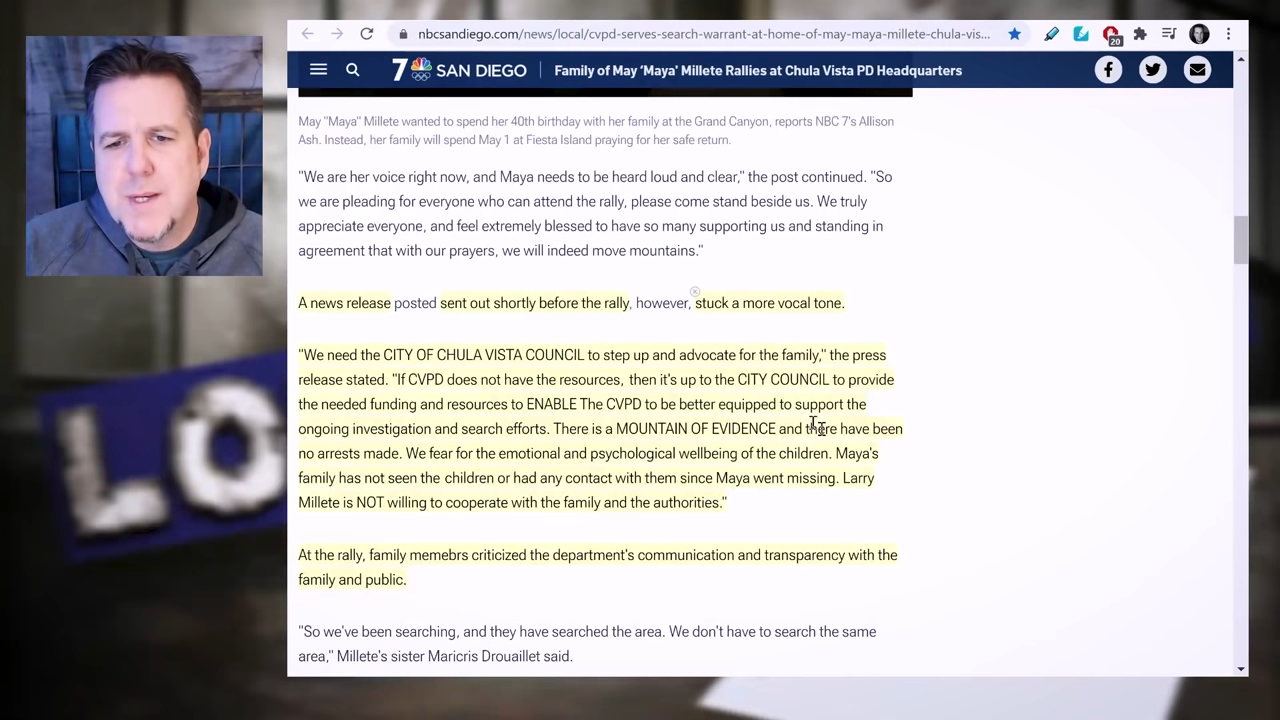 nbcsandiego.com/news/local/cvpd-serves-search-warrant-at-home-of-may-maya-millete-chula-vis...
20
7 SAN DIEGO
Family of May ‘Maya' Millete Rallies at Chula Vista PD Headquarters
May "Maya" Millete wanted to spend her 40th birthday with her family at the Grand Canyon, reports NBC 7's Allison
Ash. Instead, her family will spend May 1 at Fiesta Island praying for her safe return.
"We are her voice right now, and Maya needs to be heard loud and clear," the post continued. "So
we are pleading for everyone who can attend the rally, please come stand beside us. We truly
appreciate everyone, and feel extremely blessed to have so many supporting us and standing in
agreement that with our prayers, we will indeed move mountains."
A news release posted sent out shortly before the rally, however, stuck a more vocal tone.
"We need the CITY OF CHULA VISTA COUNCIL to step up and advocate for the family," the press
release stated. "If CVPD does not have the resources, then it's up to the CITY COUNCIL to provide
the needed funding and resources to ENABLE The CVPD to be better equipped to support the
ongoing investigation and search efforts. There is a MOUNTAIN OF EVIDENCE and there have been
no arrests made. We fear for the emotional and psychological wellbeing of the children. Maya's
family has not seen the children or had any contact with them since Maya went missing. Larry
Millete is NOT willing to cooperate with the family and the authorities."
At the rally, family memebrs criticized the department's communication and transparency with the
family and public.
"So we've been searching, and they have searched the area. We don't have to search the same
area," Millete's sister Maricris Drouaillet said.
LO